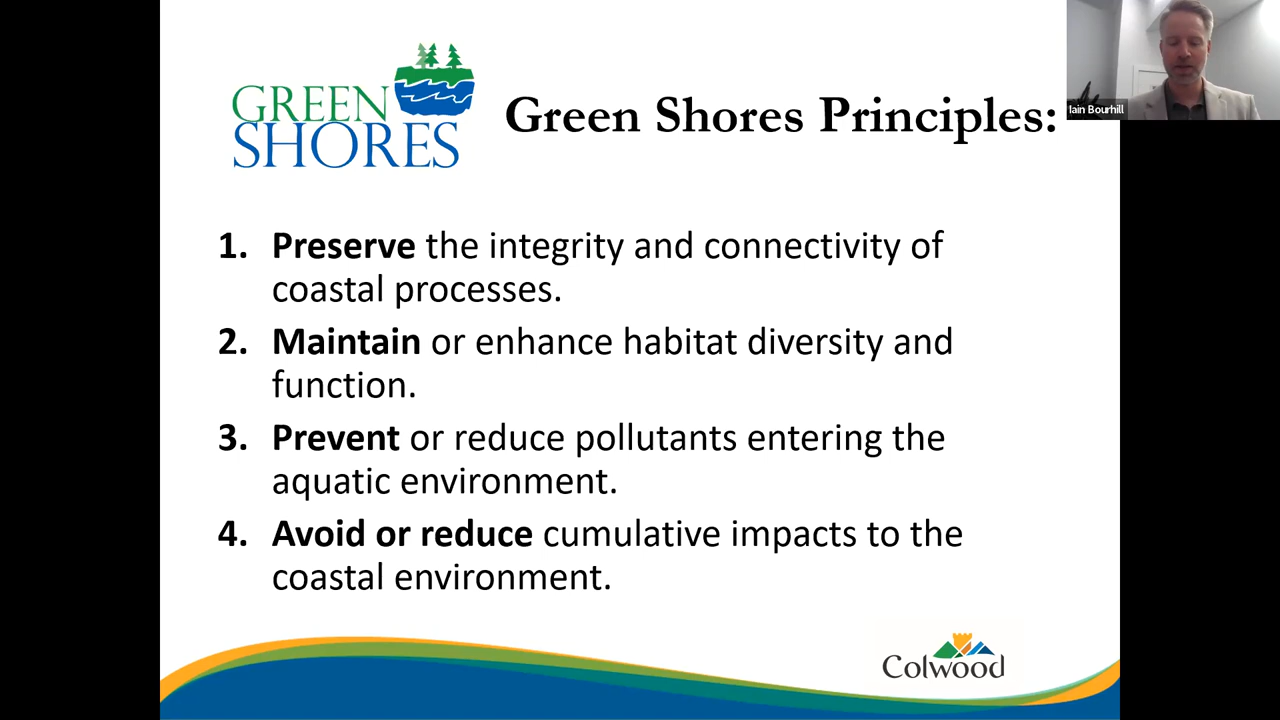 GREEN
SHORES
Green Shores Principles:
Iain Bourhill
1. Preserve the integrity and connectivity of
coastal processes.
2. Maintain or enhance habitat diversity and
function.
3. Prevent or reduce pollutants entering the
aquatic environment.
4. Avoid or reduce cumulative impacts to the
coastal environment.
Colwood